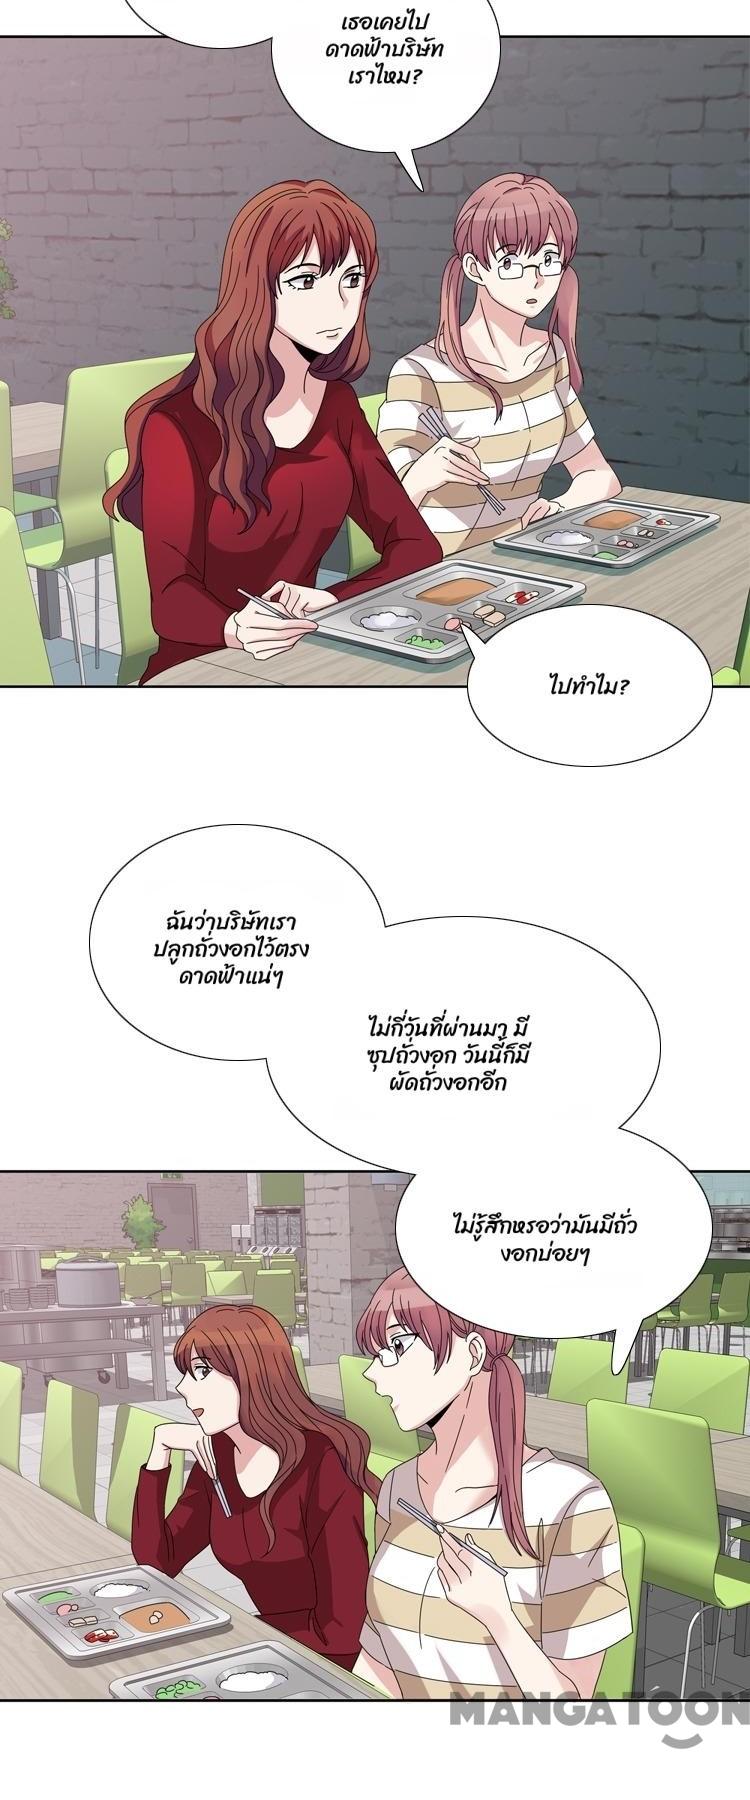 เธอเคยไป
ดาดฟ้าบริษัท
เราไหม?
ไปทำไม?
ฉันว่าบริษัทเรา
ปลูกถั่วงอกไว้ตรง
ดาดฟ้าแน่ๆ
ไม่กี่วันที่ผ่านมา มี
ซุปถั่วงอก วันนี้ก็มี
ผัดถั่วงอกอีก
ไม่รู้สึกหรอว่ามันมีถั่ว
งอกบ่อยๆ
MANGATOON